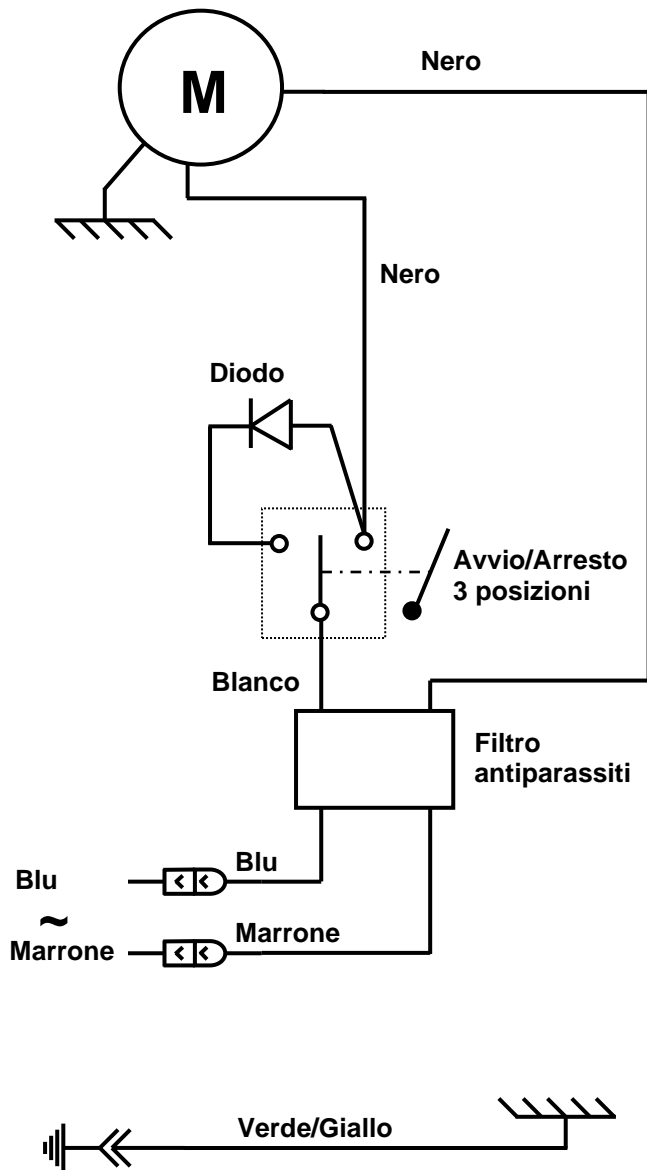 Nero
M
Nero
Diodo
Avvio/Arresto
3 posizioni
Blanco
Filtro
antiparassiti
Blu
Blu
~
Marrone
Marrone
Verde/Giallo